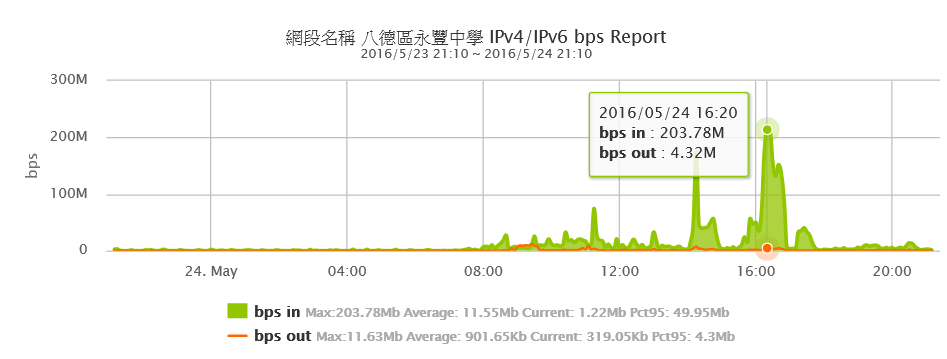 網段名稱 八德區永豐中學 IPv4/IPv6 bps Report
2016/5/23 21:10 ~ 2016/5/24 21:10
300M
200M
100M
0
bps
2016/05/24 16:20
bps in : 203.78M
bps out : 4.32M
24. May 04:00 08:00 12:00 16:00 20:00
bps in Max:203.78Mb Average: 11.55Mb Current: 1.22Mb Pct95: 49.95Mb
bps out Max:11.63Mb Average: 901.65Kb Current: 319.05Kb Pct95: 4.3Mb